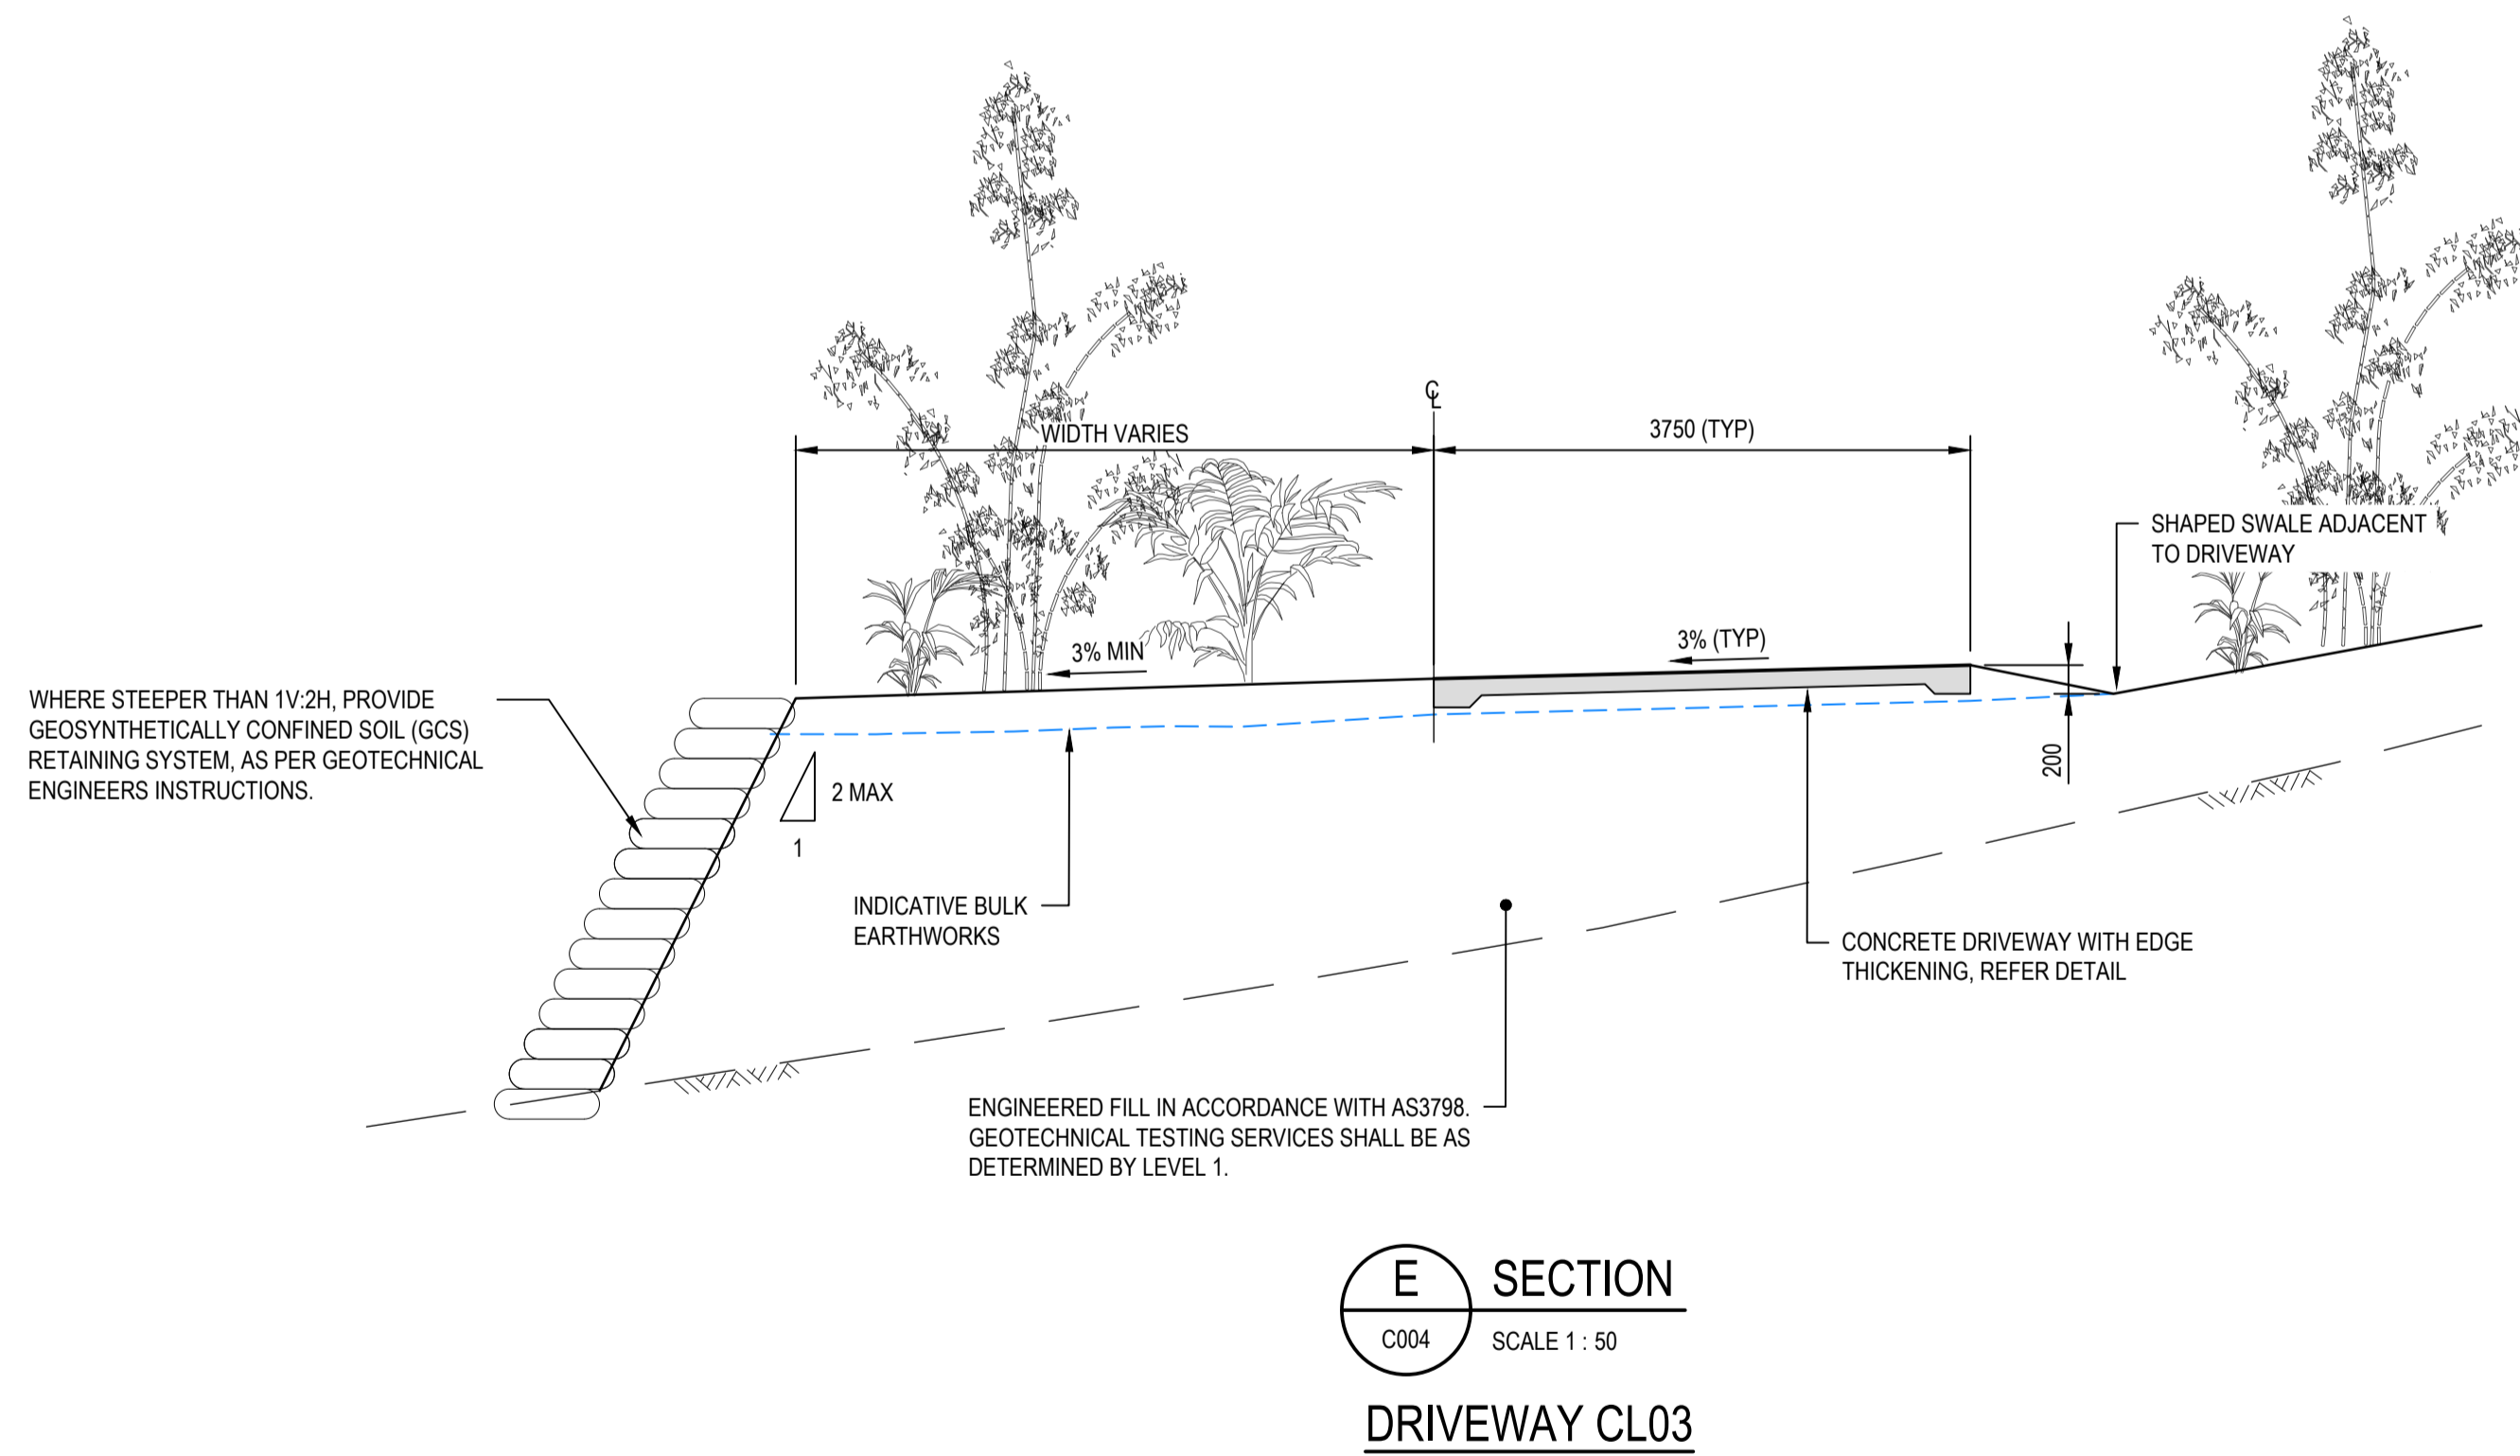 ℄
WIDTH VARIES
3750 (TYP)
SHAPED SWALE ADJACENT
TO DRIVEWAY
3% MIN
3% (TYP)
WHERE STEEPER THAN 1V:2H, PROVIDE
GEOSYNTHETICALLY CONFINED SOIL (GCS)
RETAINING SYSTEM, AS PER GEOTECHNICAL
ENGINEERS INSTRUCTIONS.
200
2 MAX
1
INDICATIVE BULK
EARTHWORKS
CONCRETE DRIVEWAY WITH EDGE
THICKENING, REFER DETAIL
ENGINEERED FILL IN ACCORDANCE WITH AS3798.
GEOTECHNICAL TESTING SERVICES SHALL BE AS
DETERMINED BY LEVEL 1.
E
SECTION
C004
SCALE 1 : 50
DRIVEWAY CL03